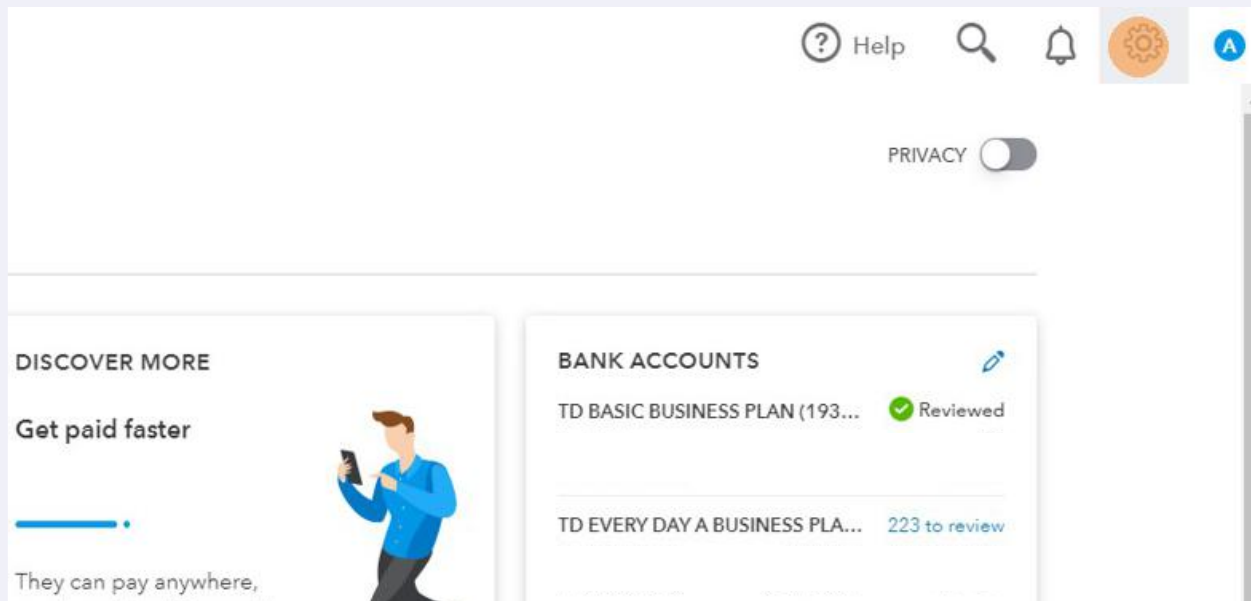 Help
A
PRIVACY
DISCOVER MORE
Get paid faster
They can pay anywhere,
BANK ACCOUNTS
TD BASIC BUSINESS PLAN (193... Reviewed
TD EVERY DAY A BUSINESS PLA... 223 to review